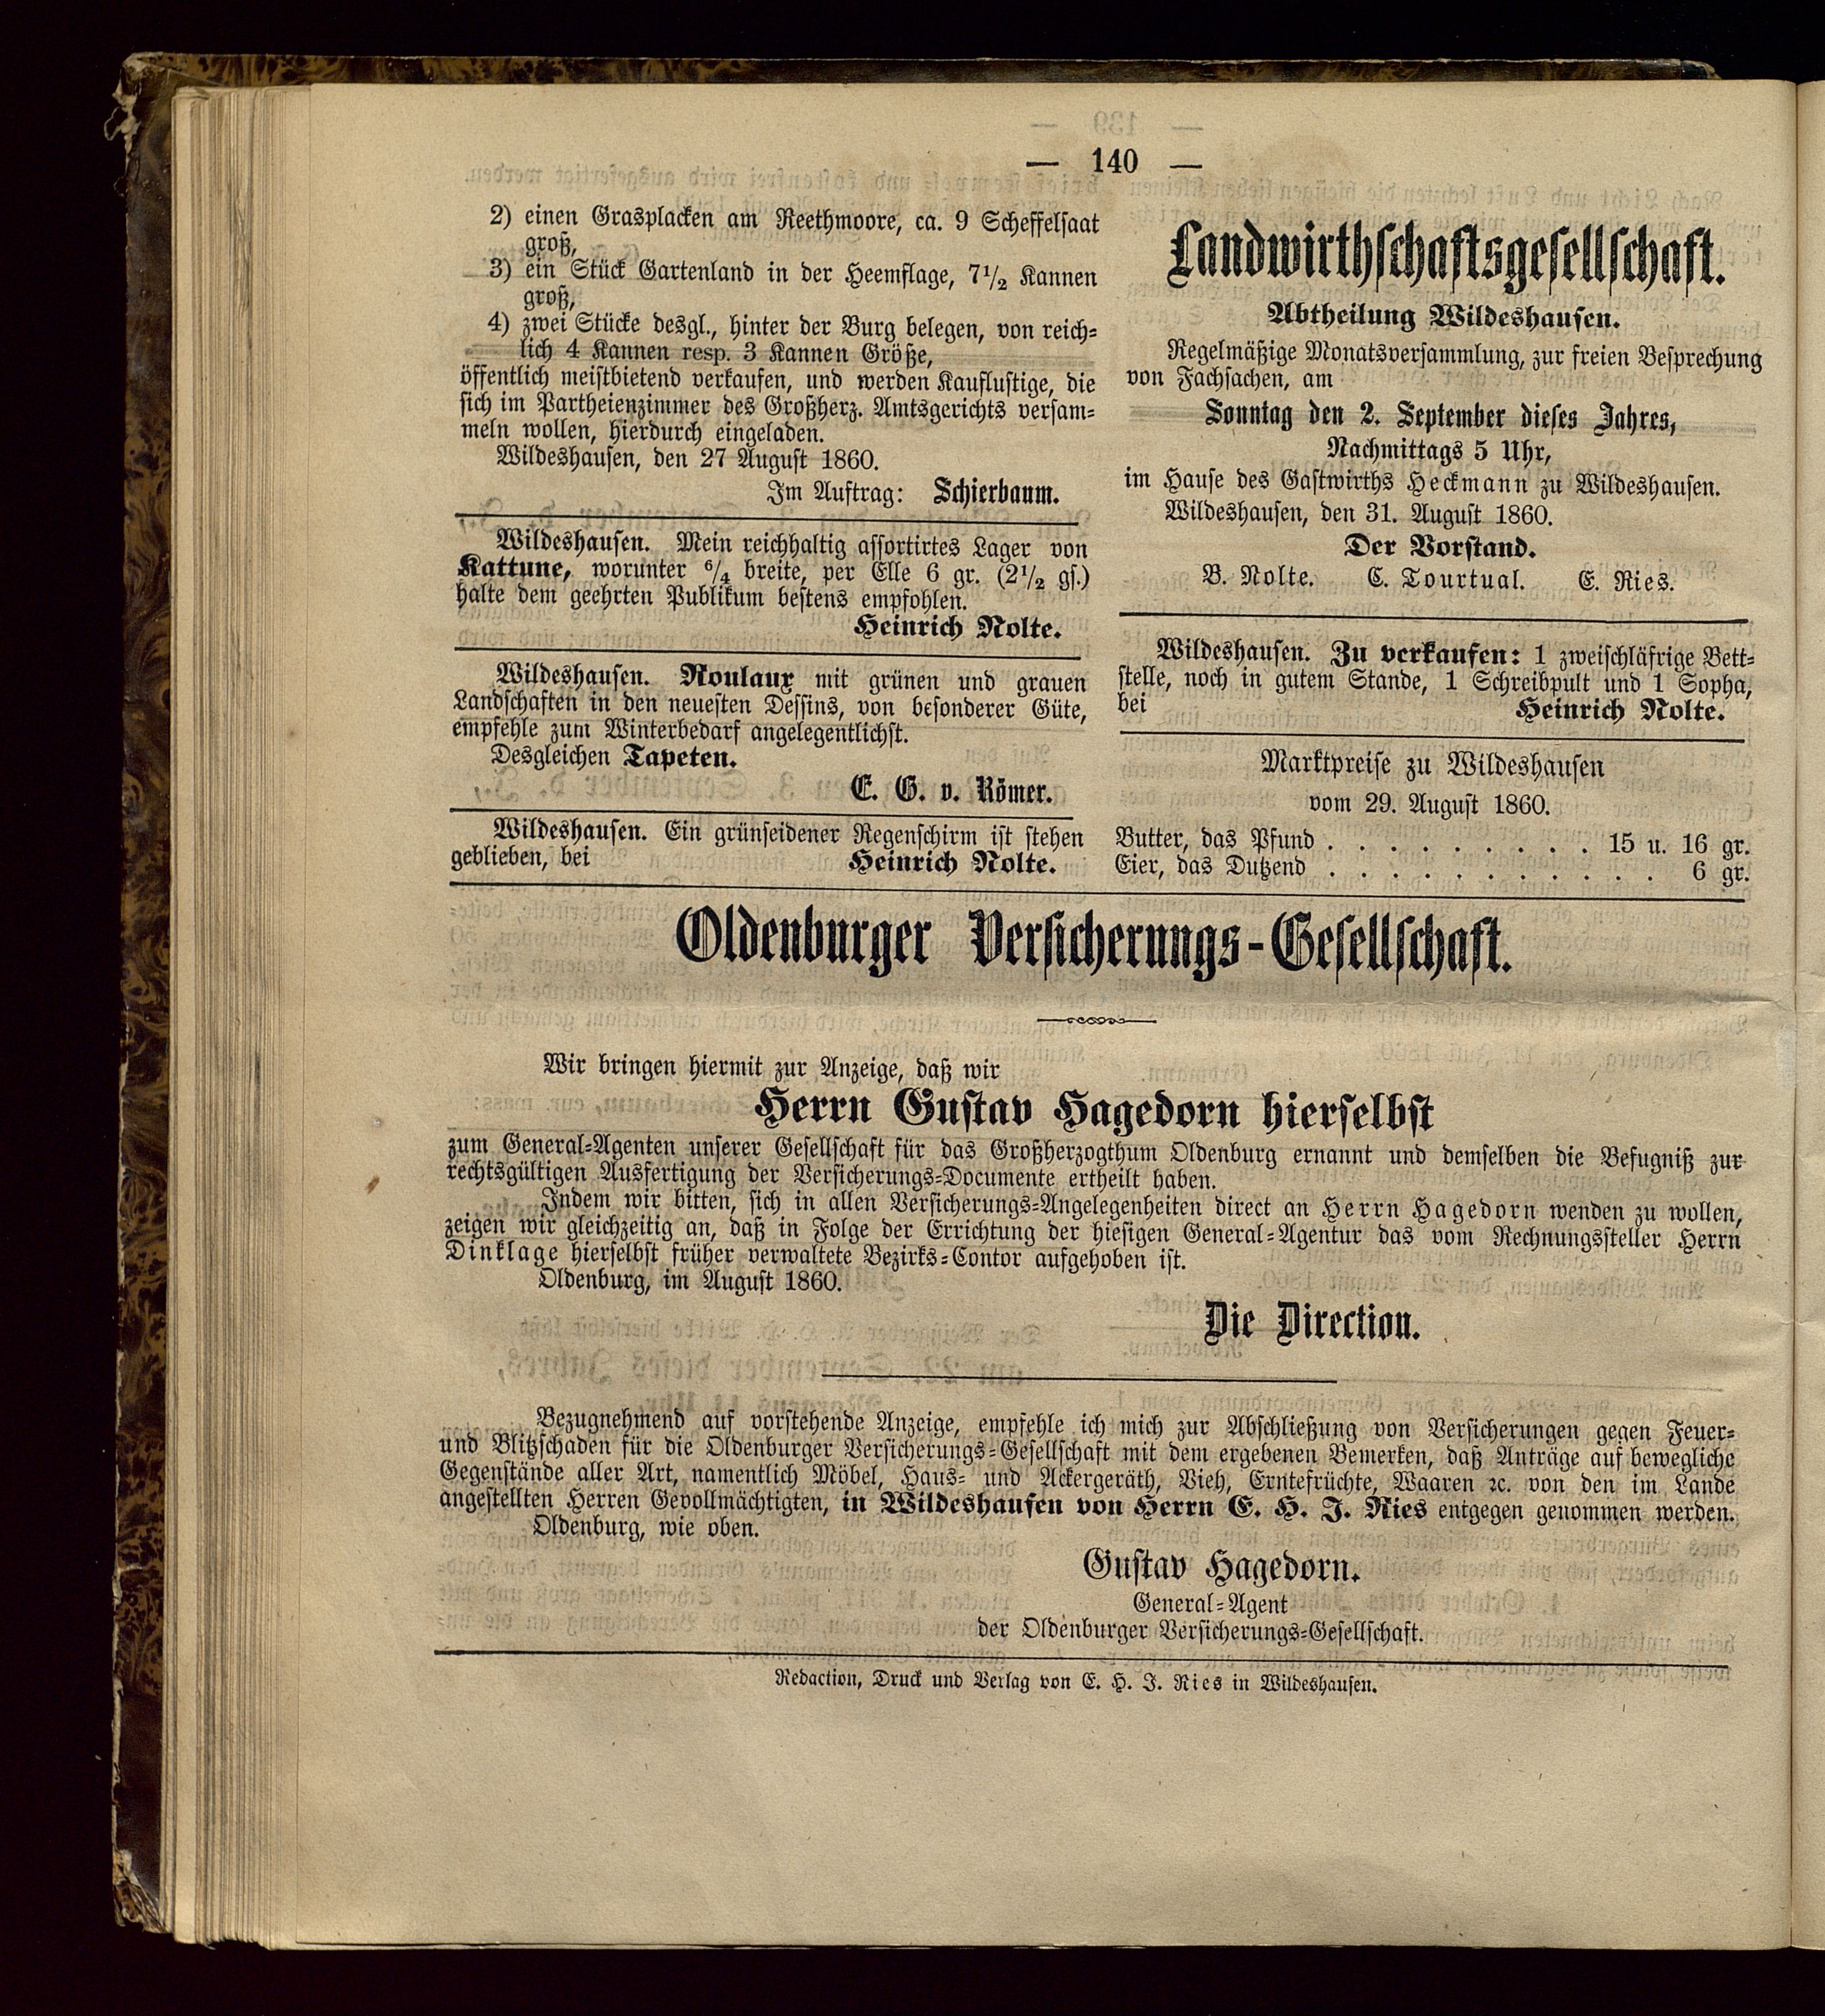 — 140 —
2) einen Grasplacken am Reethmoore, ca. 9 Scheffelsaat
groß,
3) ein Stück Gartenland in der Heemflage, 7½ Kannen
groß,
4) zwei Stücke desgl., hinter der Burg belegen, von reich-
lich 4 Kannen resp. 3 Kannen Größe,
öffentlich meistbietend verkaufen, und werden Kauflustige, die
sich im Partheienzimmer des Großherz. Amtsgerichts versam-
meln wollen, hierdurch eingeladen.
Wildeshausen, den 27 August 1860.
Im Auftrag: Schierbaum.
Wildeshausen. Mein reichhaltig assortirtes Lager von
Kattune, worunter 6/4 breite, per Elle 6 gr. (2½ gs.)
halte dem geehrten Publikum bestens empfohlen.
Heinrich Nolte.
Wildeshausen. Roulaux mit grünen und grauen
Landschaften in den neuesten Dessins, von besonderer Güte,
empfehle zum Winterbedarf angelegentlichst.
Desgleichen Tapeten.
E. G. v. Römer.
Wildeshausen. Ein grünseidener Regenschirm ist stehen
geblieben, bei Heinrich Nolte.
Landwirthschaftsgesellschaft.
Abtheilung Wildeshausen.
Regelmäßige Monatsversammlung, zur freien Besprechung
von Fachsachen, am
Sonntag den 2. September dieses Jahres,
Nachmittags 5 Uhr,
im Hause des Gastwirths Heckmann zu Wildeshausen.
Wildeshausen, den 31. August 1860.
Der Vorstand.
B. Nolte. C. Tourtual. E. Ries.
Wildeshausen. Zu verkaufen: 1 zweischläfrige Bett-
stelle, noch in gutem Stande, 1 Schreibpult und 1 Sopha,
bei Heinrich Nolte.
Marktpreise zu Wildeshausen
vom 29. August 1860.
Butter, das Pfund . . . . . . . . . . 15 u. 16 gr.
Eier, das Dutzend . . . . . . . . . . . . 6 gr.
Oldenburger Versicherungs-Gesellschaft.
Wir bringen hiermit zur Anzeige, daß wir
Herrn Gustav Hagedorn hierselbst
zum General-Agenten unserer Gesellschaft für das Großherzogthum Oldenburg ernannt und demselben die Befugniß zur
rechtsgültigen Ausfertigung der Versicherungs-Documente ertheilt haben.
Indem wir bitten, sich in allen Versicherungs-Angelegenheiten direct an Herrn Hagedorn wenden zu wollen,
zeigen wir gleichzeitig an, daß in Folge der Errichtung der hiesigen General-Agentur das vom Rechnungssteller Herrn
Dinklage hierselbst früher verwaltete Bezirks-Contor aufgehoben ist.
Oldenburg, im August 1860.
Die Direction.
Bezugnehmend auf vorstehende Anzeige, empfehle ich mich zur Abschließung von Versicherungen gegen Feuer-
und Blitzschaden für die Oldenburger Versicherungs-Gesellschaft mit dem ergebenen Bemerken, daß Anträge auf bewegliche
Gegenstände aller Art, namentlich Möbel, Haus- und Ackergeräth, Vieh, Erntefrüchte, Waaren ꝛc. von den im Lande
angestellten Herren Gevollmächtigten, in Wildeshausen von Herrn E. H. J. Ries entgegen genommen werden.
Oldenburg, wie oben.
Gustav Hagedorn.
General-Agent
der Oldenburger Versicherungs-Gesellschaft.
Redaction, Druck und Verlag von E. H. J. Ries in Wildeshausen.